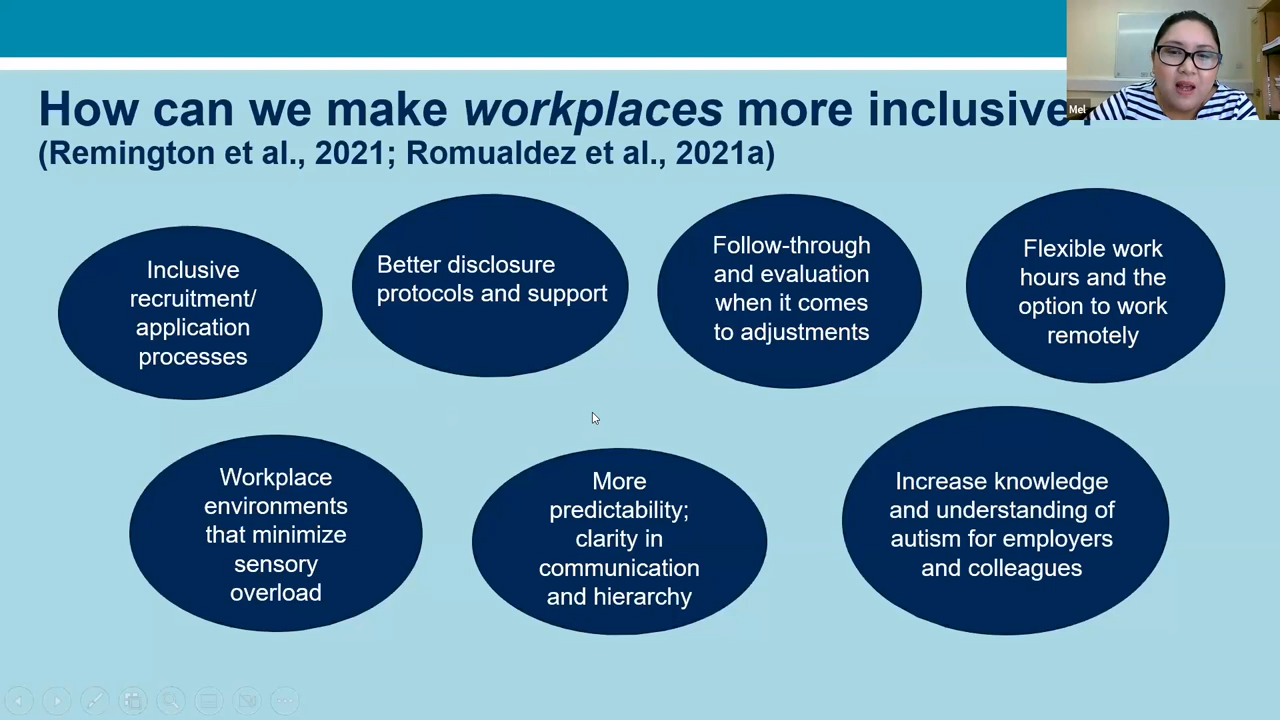 How can we make workplaces more inclusive
(Remington et al., 2021; Romualdez et al., 2021a)
Mel
Inclusive
recruitment/
application
processes
Better disclosure
protocols and support
Follow-through
and evaluation
when it comes
to adjustments
Flexible work
hours and the
option to work
remotely
Workplace
environments
that minimize
sensory
overload
More
predictability;
clarity in
communication
and hierarchy
Increase knowledge
and understanding of
autism for employers
and colleagues